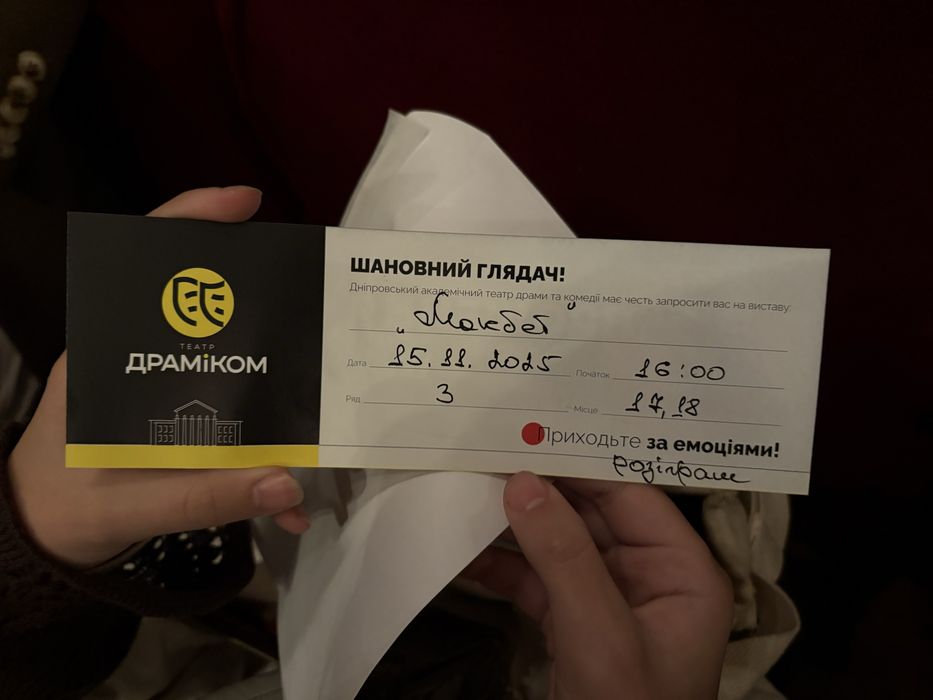 ТЕАТР
ДРАМіКОМ
ШАНОВНИЙ ГЛЯДАЧ!
Дніпровський академічний театр драми та комедії має честь запросити вас на виставу:
„Макбет"
Дата 15.11.2025 Початок 16:00
Ряд 3 Місце 17, 18
Приходьте за емоціями!
розіграш